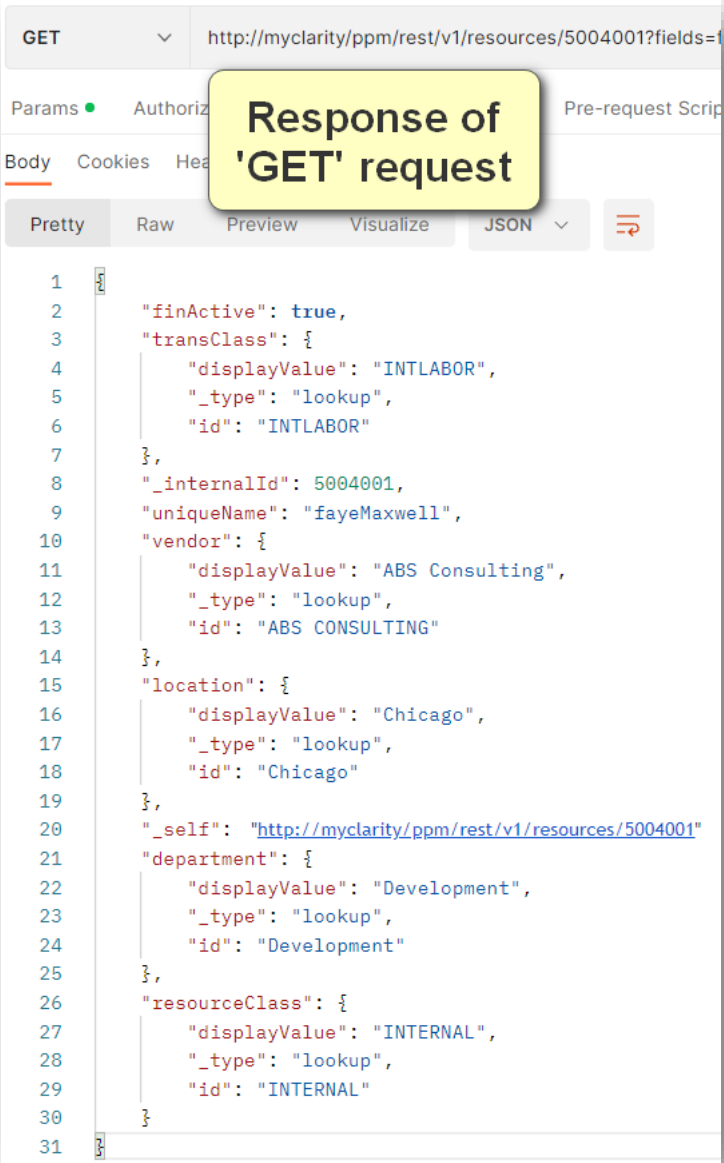 GET http://myclarity/ppm/rest/v1/resources/5004001?fields=f
Response of
'GET' request
Params Authoriz Pre-request Scrip
Body Cookies Hea
Pretty Raw Preview Visualize JSON
1 {
2 "finActive": true,
3 "transClass": {
4 "displayValue": "INTLABOR",
5 "_type": "lookup",
6 "id": "INTLABOR"
7 },
8 "_internalId": 5004001,
9 "uniqueName": "fayeMaxwell",
10 "vendor": {
11 "displayValue": "ABS Consulting",
12 "_type": "lookup",
13 "id": "ABS CONSULTING"
14 },
15 "location": {
16 "displayValue": "Chicago",
17 "_type": "lookup",
18 "id": "Chicago"
19 },
20 "_self": "http://myclarity/ppm/rest/v1/resources/5004001"
21 "department": {
22 "displayValue": "Development",
23 "_type": "lookup",
24 "id": "Development"
25 },
26 "resourceClass": {
27 "displayValue": "INTERNAL",
28 "_type": "lookup",
29 "id": "INTERNAL"
30 }
31 }